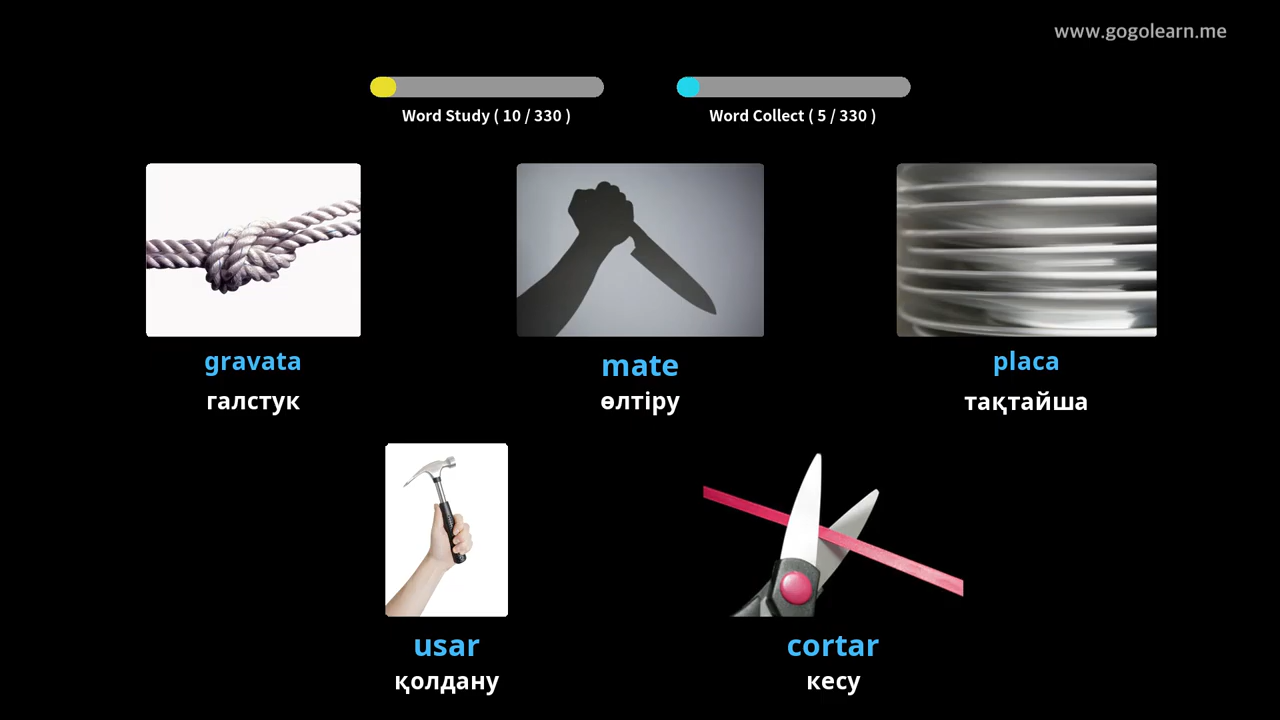 www.gogolearn.me
Word Study ( 10 / 330 )
Word Collect ( 5 / 330 )
gravata
галстук
mate
өлтіру
placa
тақтайша
usar
қолдану
cortar
кесу